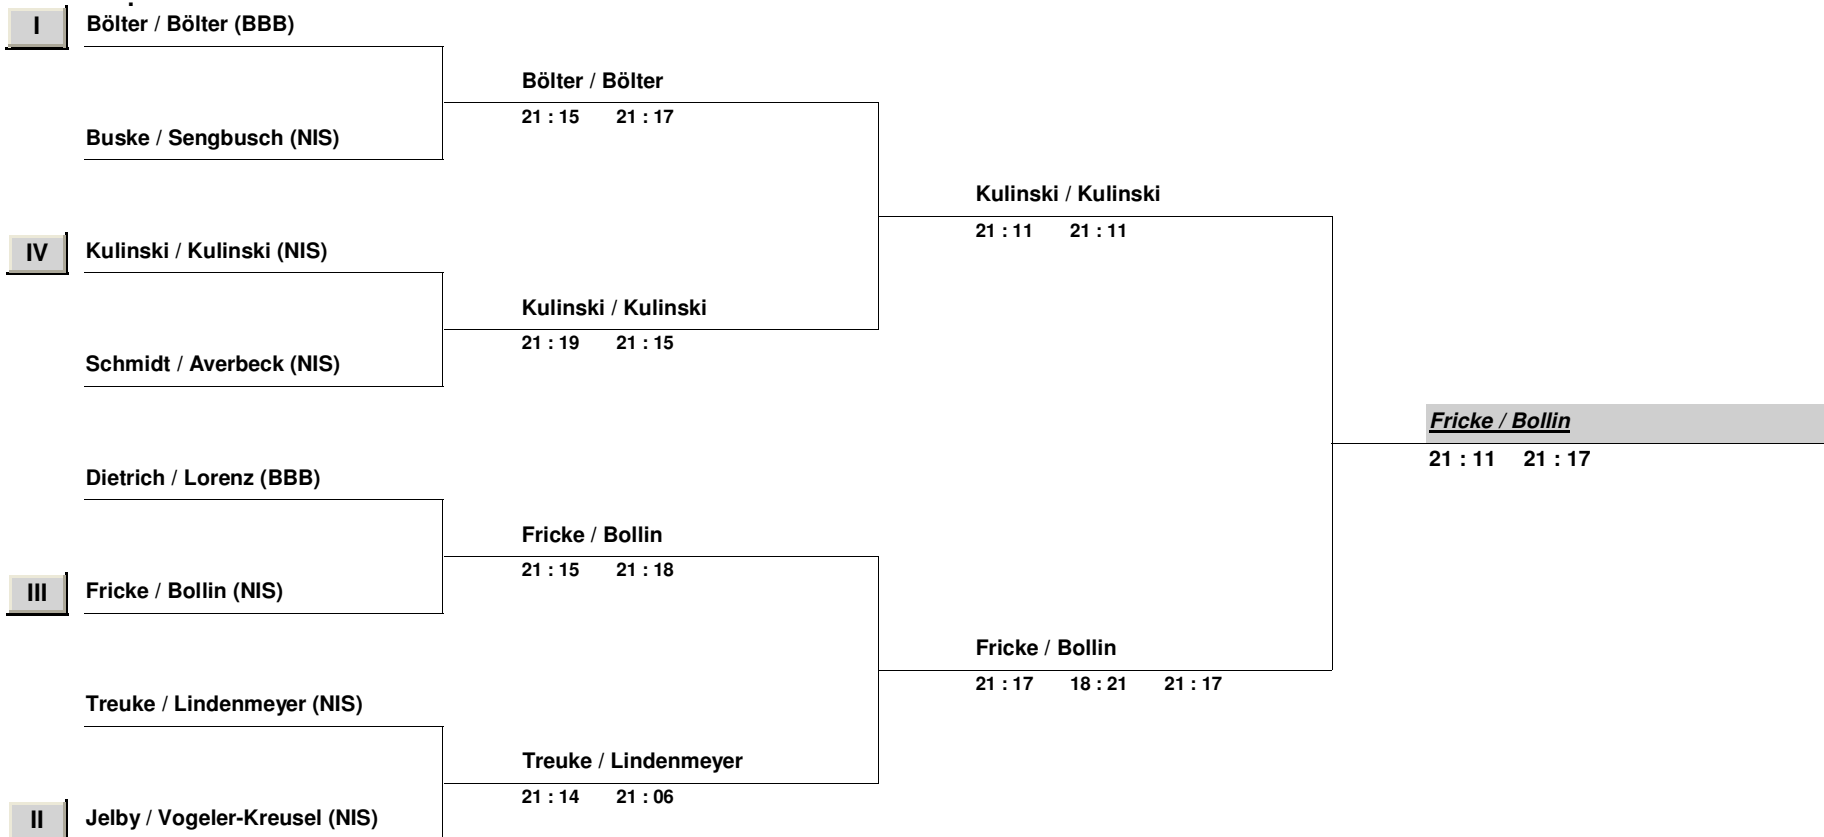 I Bölter / Bölter (BBB)
Bölter / Bölter
21 : 15 21 : 17
Buske / Sengbusch (NIS)
Kulinski / Kulinski
21 : 11 21 : 11
IV Kulinski / Kulinski (NIS)
Kulinski / Kulinski
21 : 19 21 : 15
Schmidt / Averbeck (NIS)
Fricke / Bollin
21 : 11 21 : 17
Dietrich / Lorenz (BBB)
Fricke / Bollin
21 : 15 21 : 18
III Fricke / Bollin (NIS)
Fricke / Bollin
21 : 17 18 : 21 21 : 17
Treuke / Lindenmeyer (NIS)
Treuke / Lindenmeyer
21 : 14 21 : 06
II Jelby / Vogeler-Kreusel (NIS)